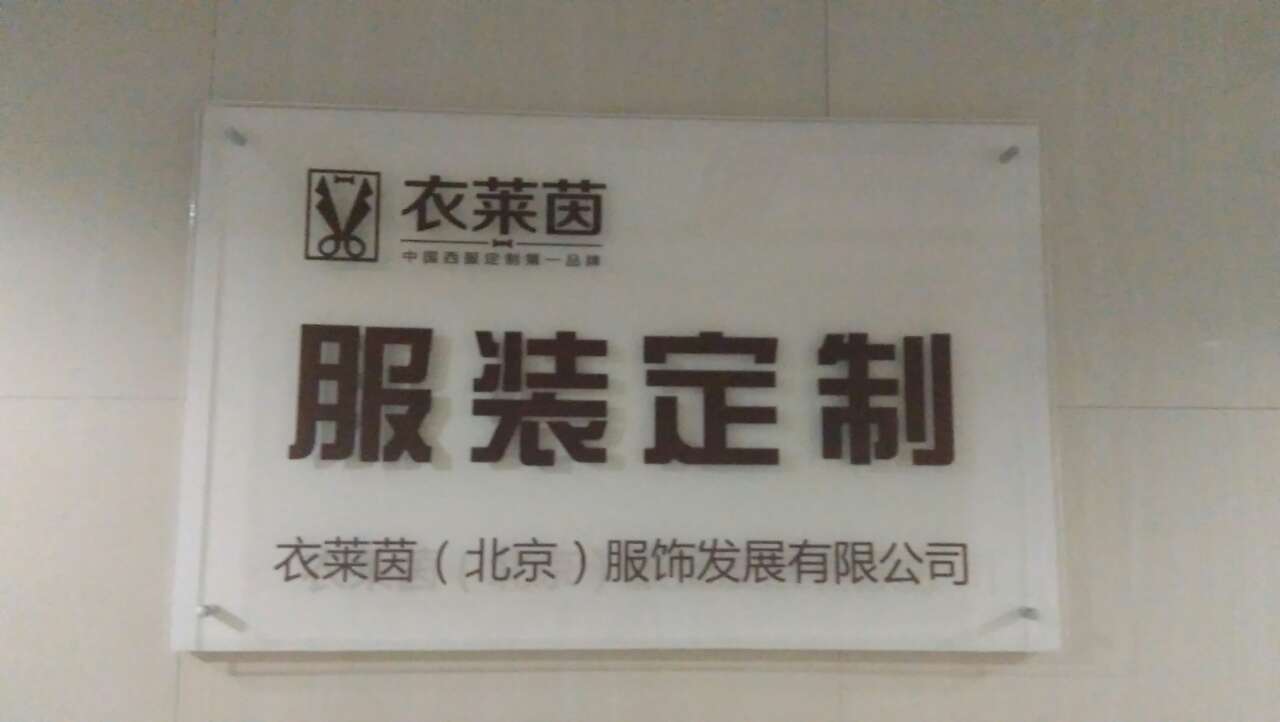 衣莱茵
中国西服定制第一品牌
服装定制
衣莱茵（北京）服饰发展有限公司